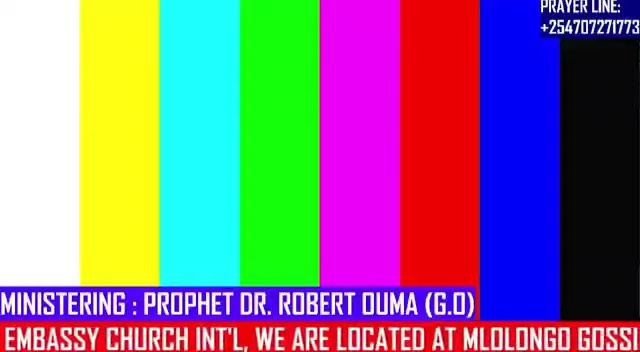 PRAYER LINE:
+254707271773
MINISTERING : PROPHET DR. ROBERT OUMA (G.O)
EMBASSY CHURCH INT'L, WE ARE LOCATED AT MLOLONGO GOSSI